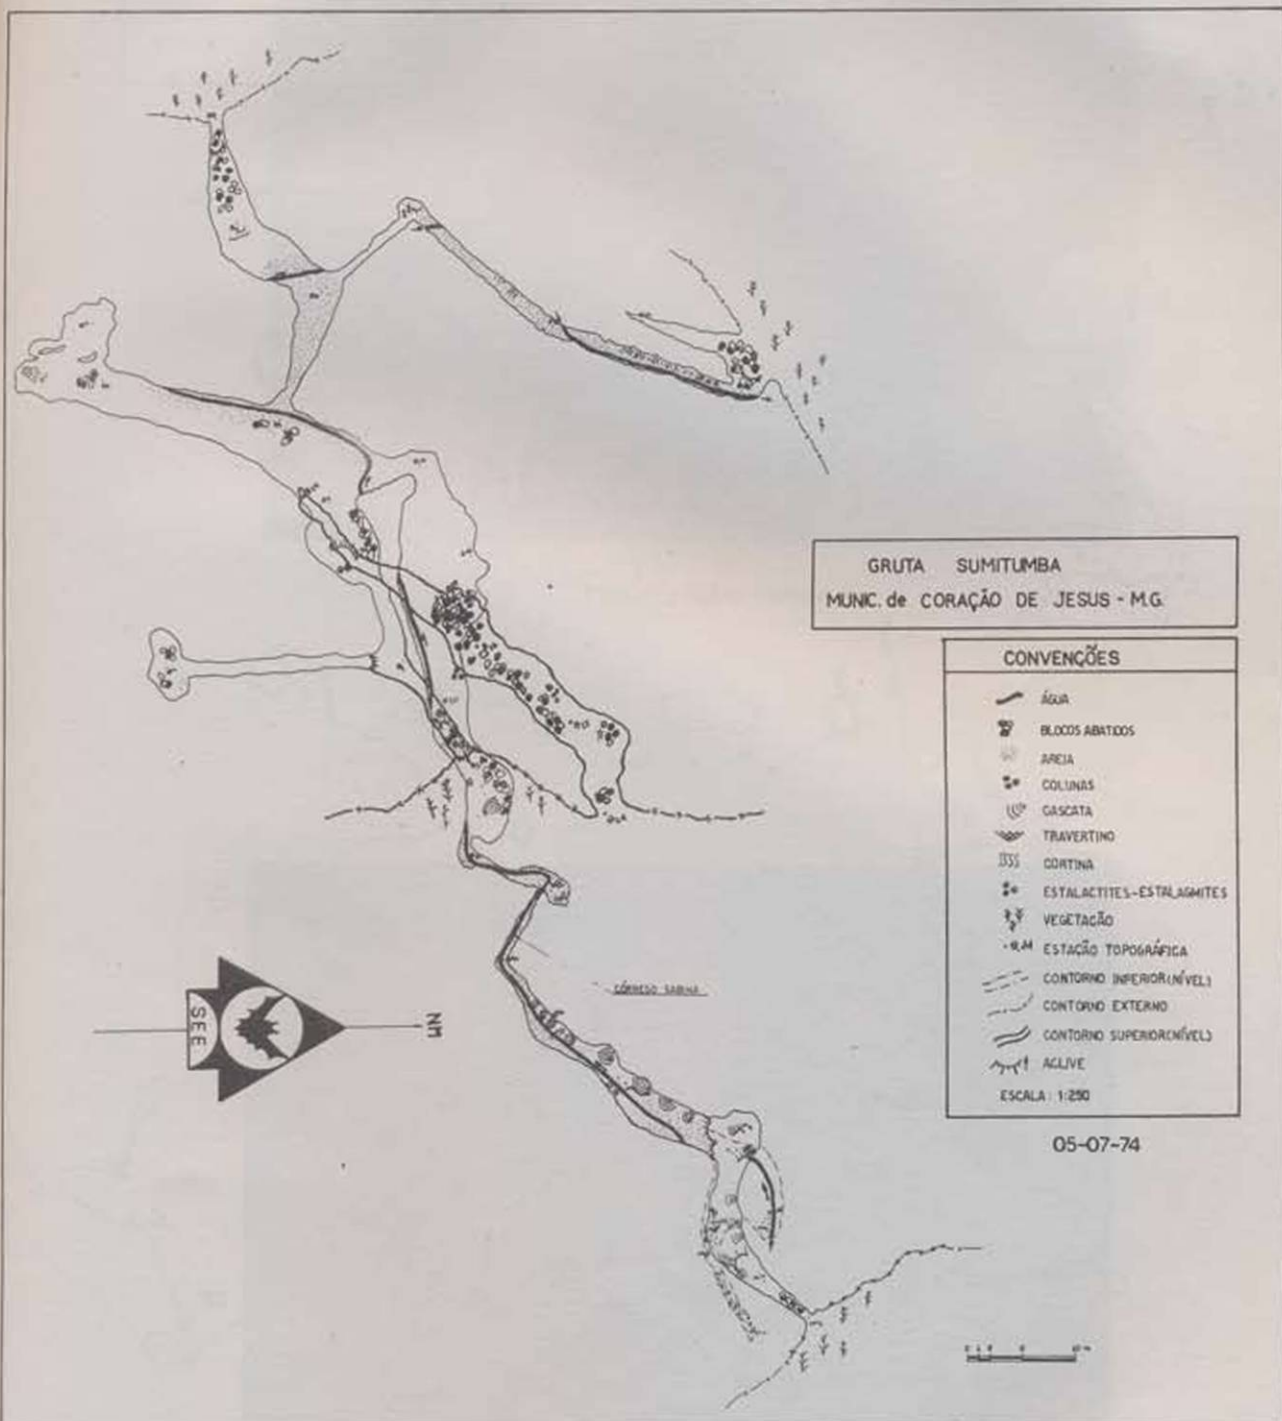 GRUTA SUMITUMBA
MUNIC. de CORAÇÃO DE JESUS - M.G.
CONVENÇÕES
ÁGUA
BLOCOS ABATIDOS
AREIA
COLUNAS
CASCATA
TRAVERTINO
CORTINA
ESTALACTITES-ESTALAGMITES
VEGETAÇÃO
ESTAÇÃO TOPOGRÁFICA
CONTORNO INFERIOR(NÍVEL)
CONTORNO EXTERNO
CONTORNO SUPERIOR(NÍVEL)
ACLIVE
ESCALA: 1:250
05-07-74
CÓRREGO
NM
SEE